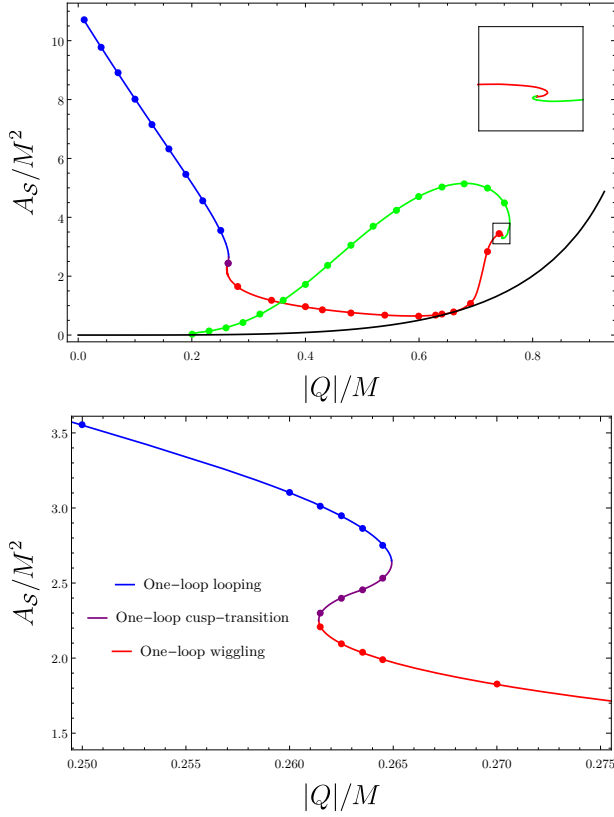 10
8
6
4
2
0
A_S/M^2
0.0 0.2 0.4 0.6 0.8
|Q|/M
3.5
3.0
2.5
2.0
1.5
A_S/M^2
One-loop looping
One-loop cusp-transition
One-loop wiggling
0.250 0.255 0.260 0.265 0.270 0.275
|Q|/M